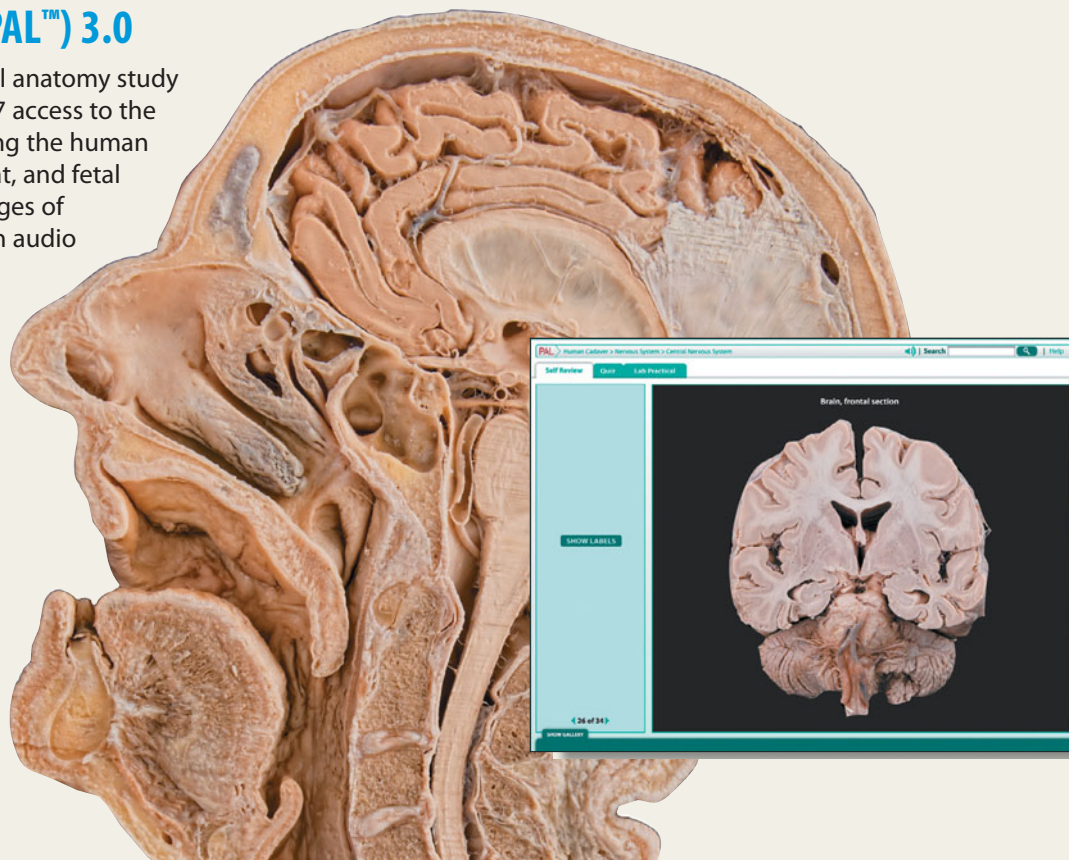 PAL™) 3.0
l anatomy study
7 access to the
ng the human
t, and fetal
ges of
n audio
PAL Human Cadaver > Nervous System > Central Nervous System
Search
Help
Self Review Quiz Lab Practical
Brain, frontal section
SHOW LABELS
26 of 34
SHOW GALLERY